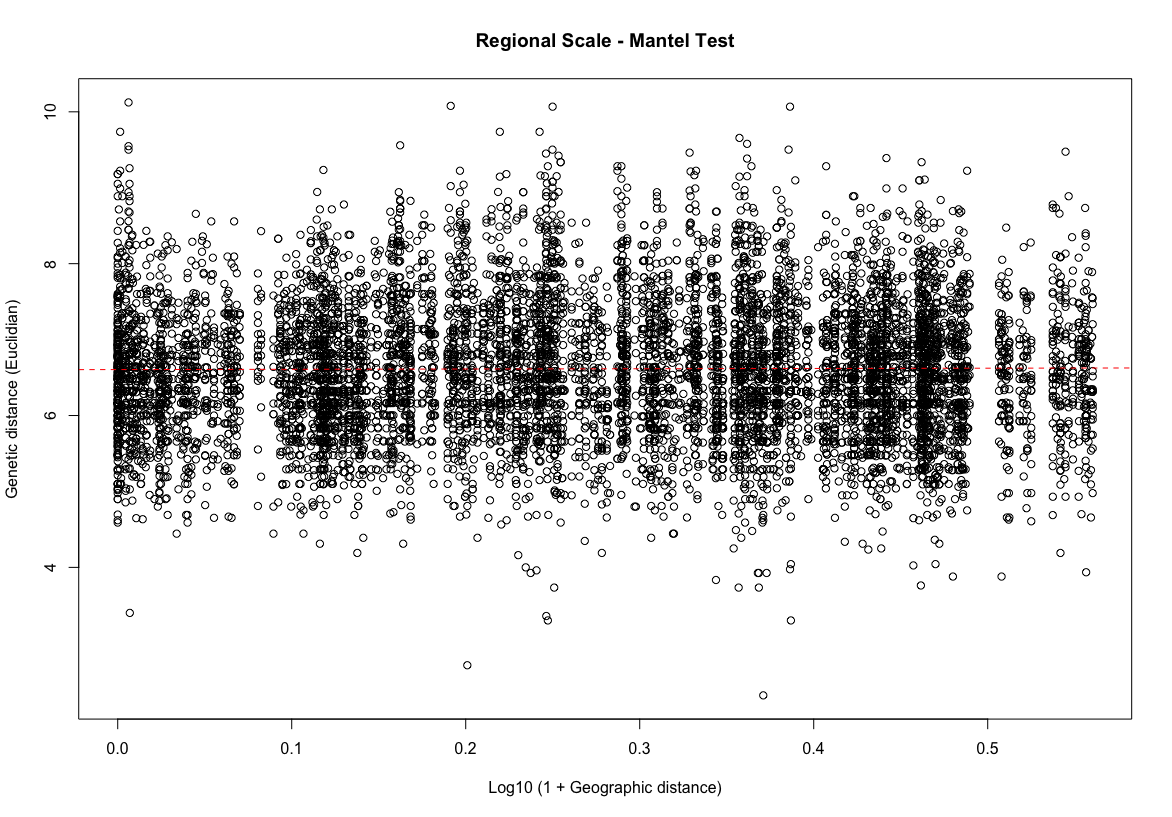 Regional Scale - Mantel Test
10
8
6
4
Genetic distance (Euclidian)
0.0 0.1 0.2 0.3 0.4 0.5
Log10 (1 + Geographic distance)